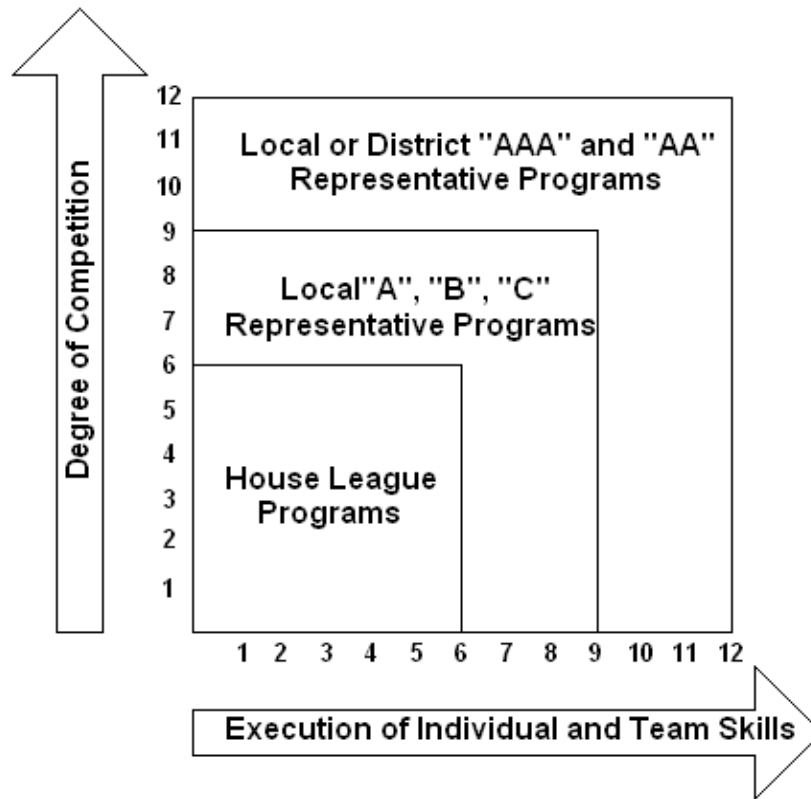 Degree of Competition
12
11
10
9
8
7
6
5
4
3
2
1
Local or District "AAA" and "AA"
Representative Programs
Local"A", "B", "C"
Representative Programs
House League
Programs
1 2 3 4 5 6 7 8 9 10 11 12
Execution of Individual and Team Skills